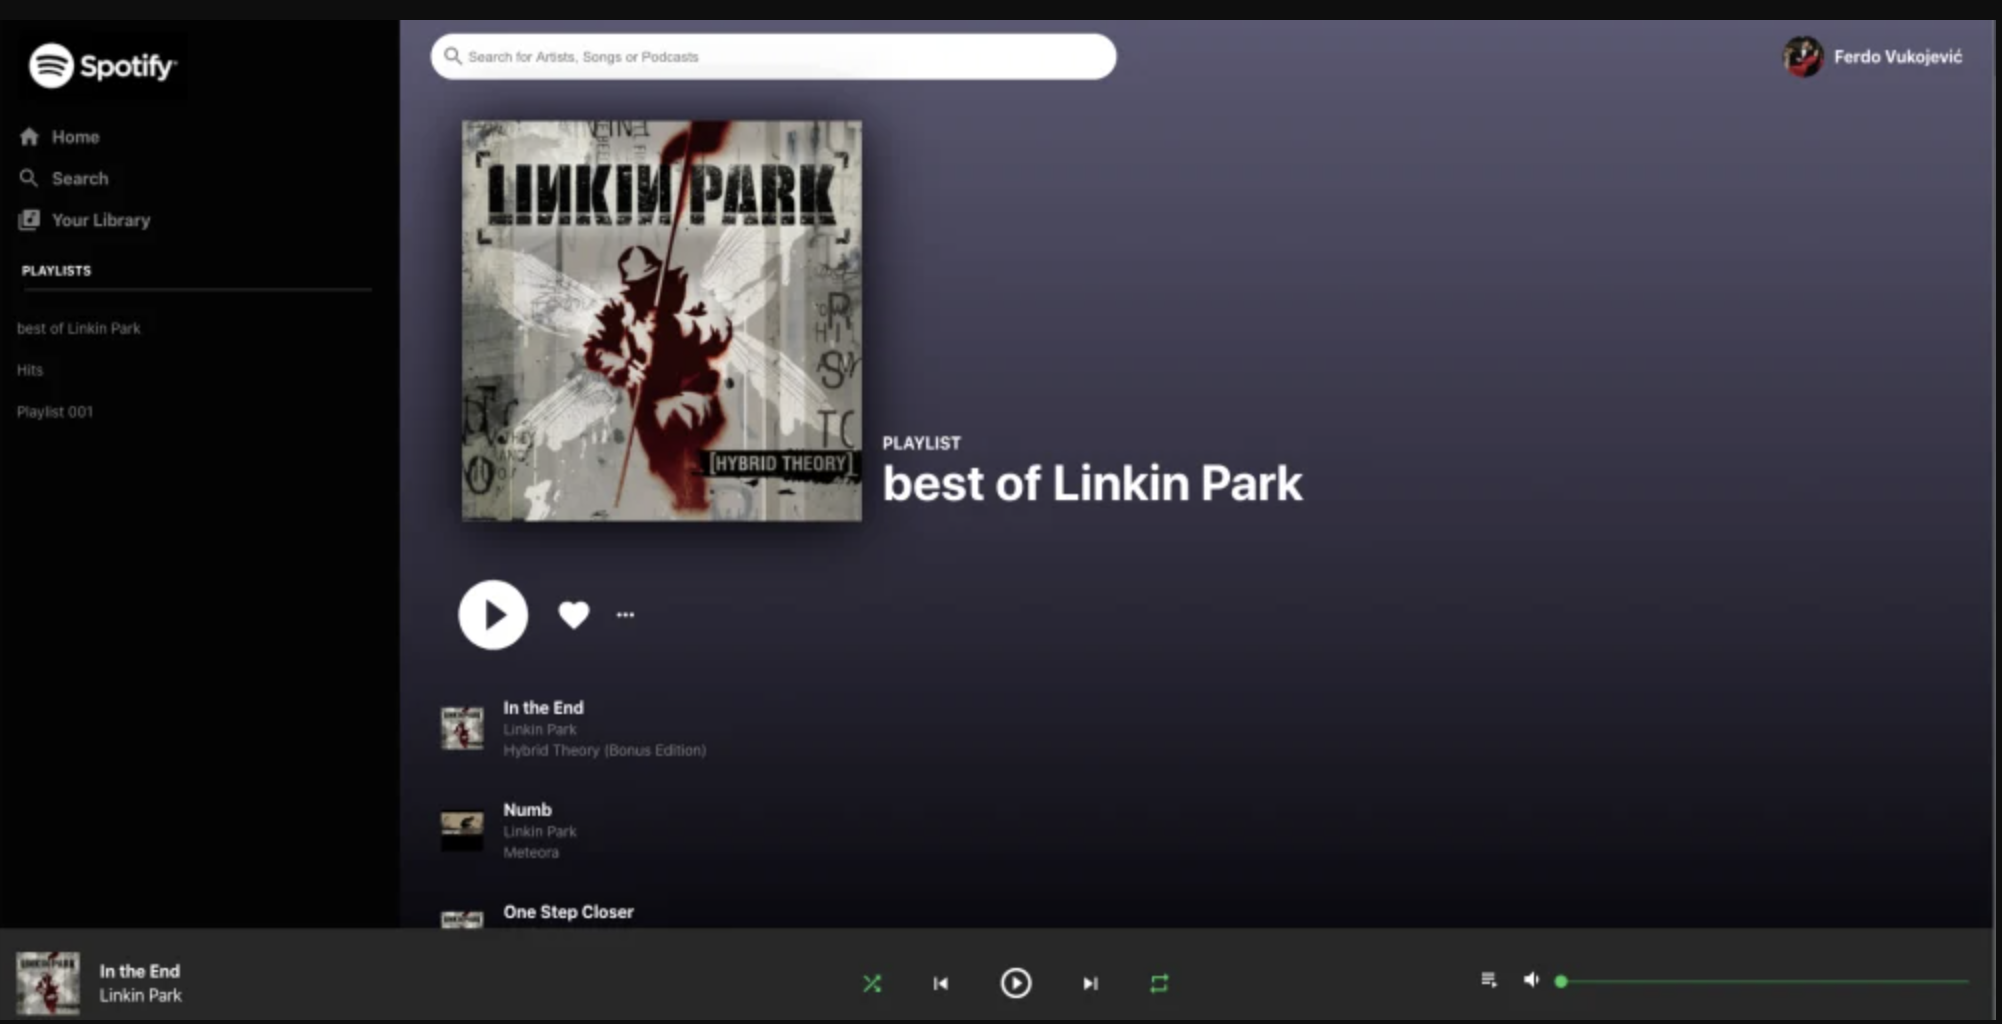 Spotify
Home
Search
Your Library
PLAYLISTS
best of Linkin Park
Hits
Playlist 001
Search for Artists, Songs or Podcasts
Ferdo Vukojević
LINKIN PARK
[HYBRID THEORY]
PLAYLIST
best of Linkin Park
In the End
Linkin Park
Hybrid Theory (Bonus Edition)
Numb
Linkin Park
Meteora
One Step Closer
In the End
Linkin Park